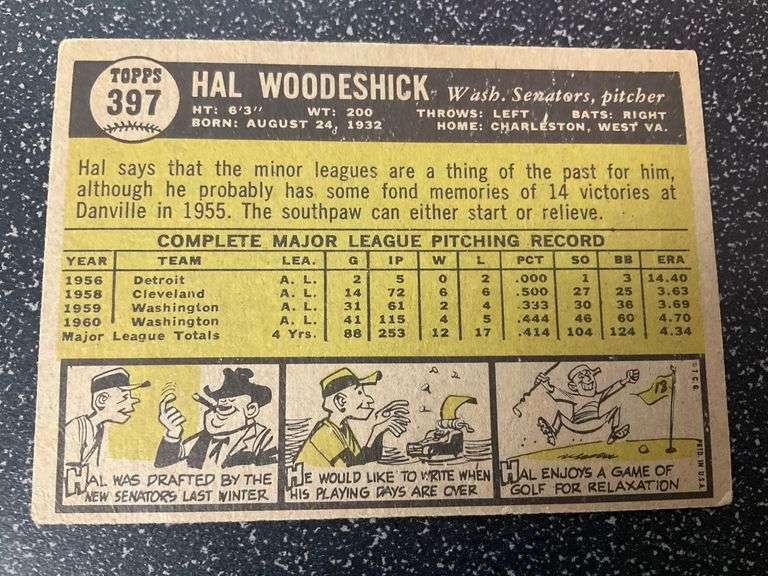 TOPPS
397
HAL WOODESHICK Wash. Senators, pitcher
HT: 6'3" WT: 200 THROWS: LEFT BATS: RIGHT
BORN: AUGUST 24, 1932 HOME: CHARLESTON, WEST VA.
Hal says that the minor leagues are a thing of the past for him,
although he probably has some fond memories of 14 victories at
Danville in 1955. The southpaw can either start or relieve.
COMPLETE MAJOR LEAGUE PITCHING RECORD
YEAR TEAM LEA. G IP W L PCT SO BB ERA
1956 Detroit A. L. 2 5 0 2 .000 1 3 14.40
1958 Cleveland A. L. 14 72 6 6 .500 27 25 3.63
1959 Washington A. L. 31 61 2 4 .333 30 36 3.69
1960 Washington A. L. 41 115 4 5 .444 46 60 4.70
Major League Totals 4 Yrs. 88 253 12 17 .414 104 124 4.34
HAL WAS DRAFTED BY THE
NEW SENATORS LAST WINTER
HE WOULD LIKE TO WRITE WHEN
HIS PLAYING DAYS ARE OVER
18
HAL ENJOYS A GAME OF
GOLF FOR RELAXATION
© T.C.G. PRTD. IN U.S.A.